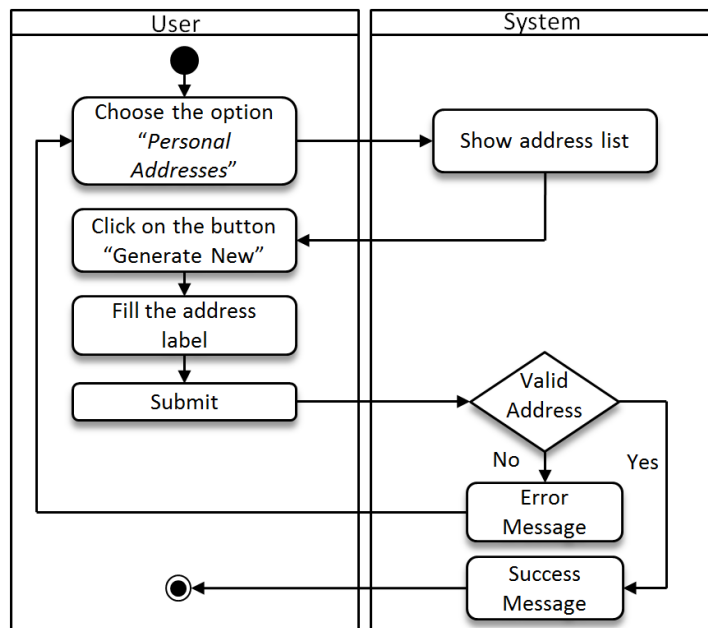 User
System
Choose the option
“Personal
Addresses”
Show address list
Click on the button
“Generate New”
Fill the address
label
Submit
Valid
Address
No
Yes
Error
Message
Success
Message